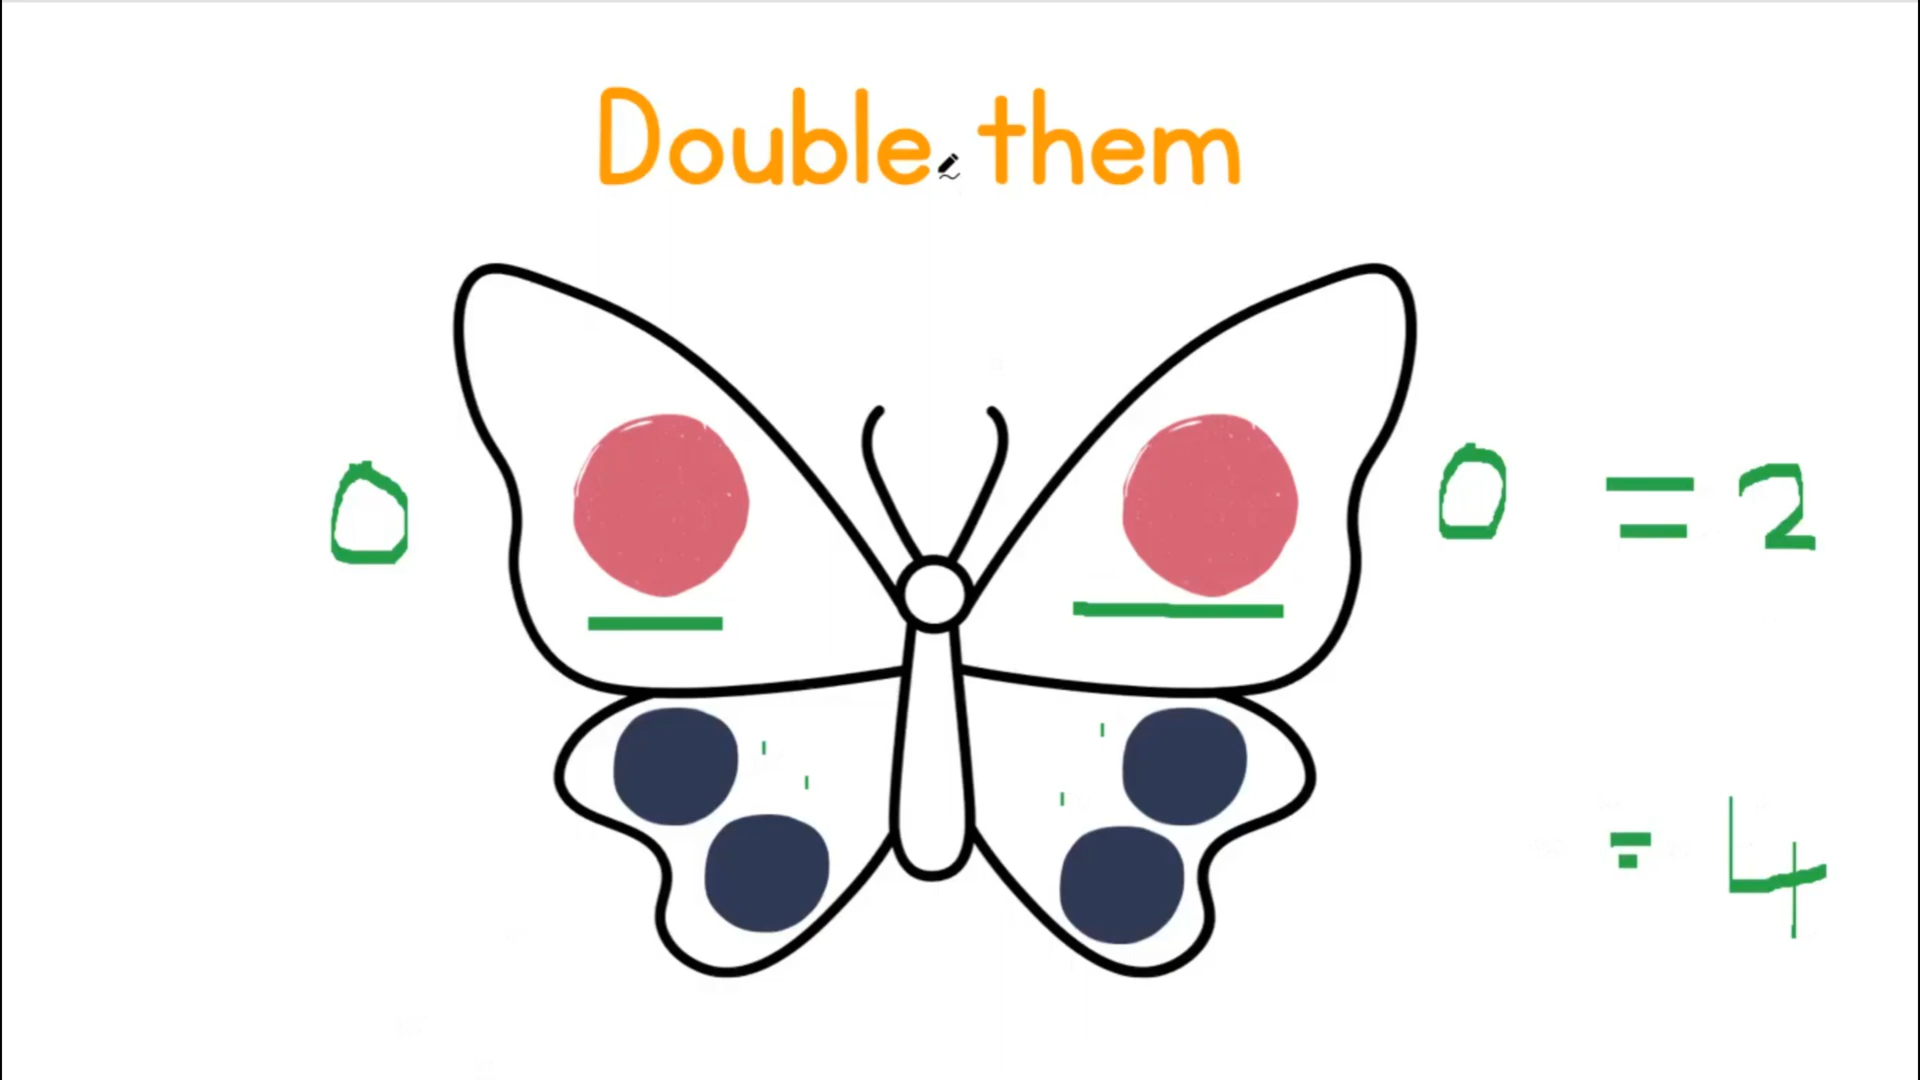 Double them
0 0 = 2
= 4